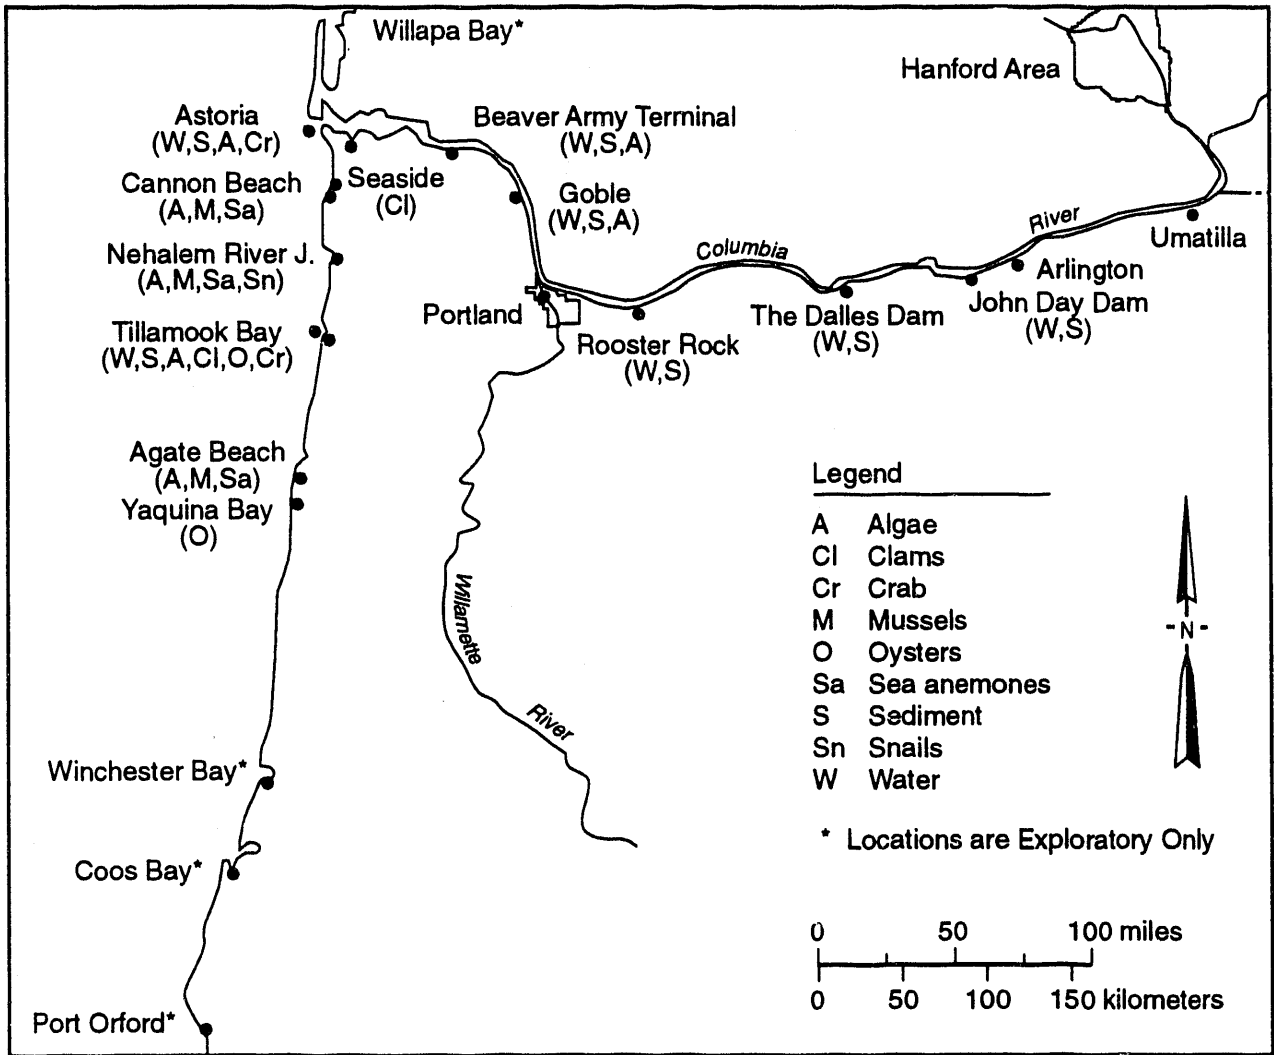 Willapa Bay*
Hanford Area
Astoria
(W,S,A,Cr)
Beaver Army Terminal
(W,S,A)
Cannon Beach
(A,M,Sa)
Seaside
(Cl)
Goble
(W,S,A)
Nehalem River J.
(A,M,Sa,Sn)
Columbia
River
Umatilla
Arlington
John Day Dam
(W,S)
The Dalles Dam
(W,S)
Portland
Rooster Rock
(W,S)
Tillamook Bay
(W,S,A,Cl,O,Cr)
Agate Beach
(A,M,Sa)
Yaquina Bay
(O)
Willamette
River
Winchester Bay*
Coos Bay*
Port Orford*
Legend
A Algae
Cl Clams
Cr Crab
M Mussels
O Oysters
Sa Sea anemones
S Sediment
Sn Snails
W Water
-N-
* Locations are Exploratory Only
0 50 100 miles
0 50 100 150 kilometers